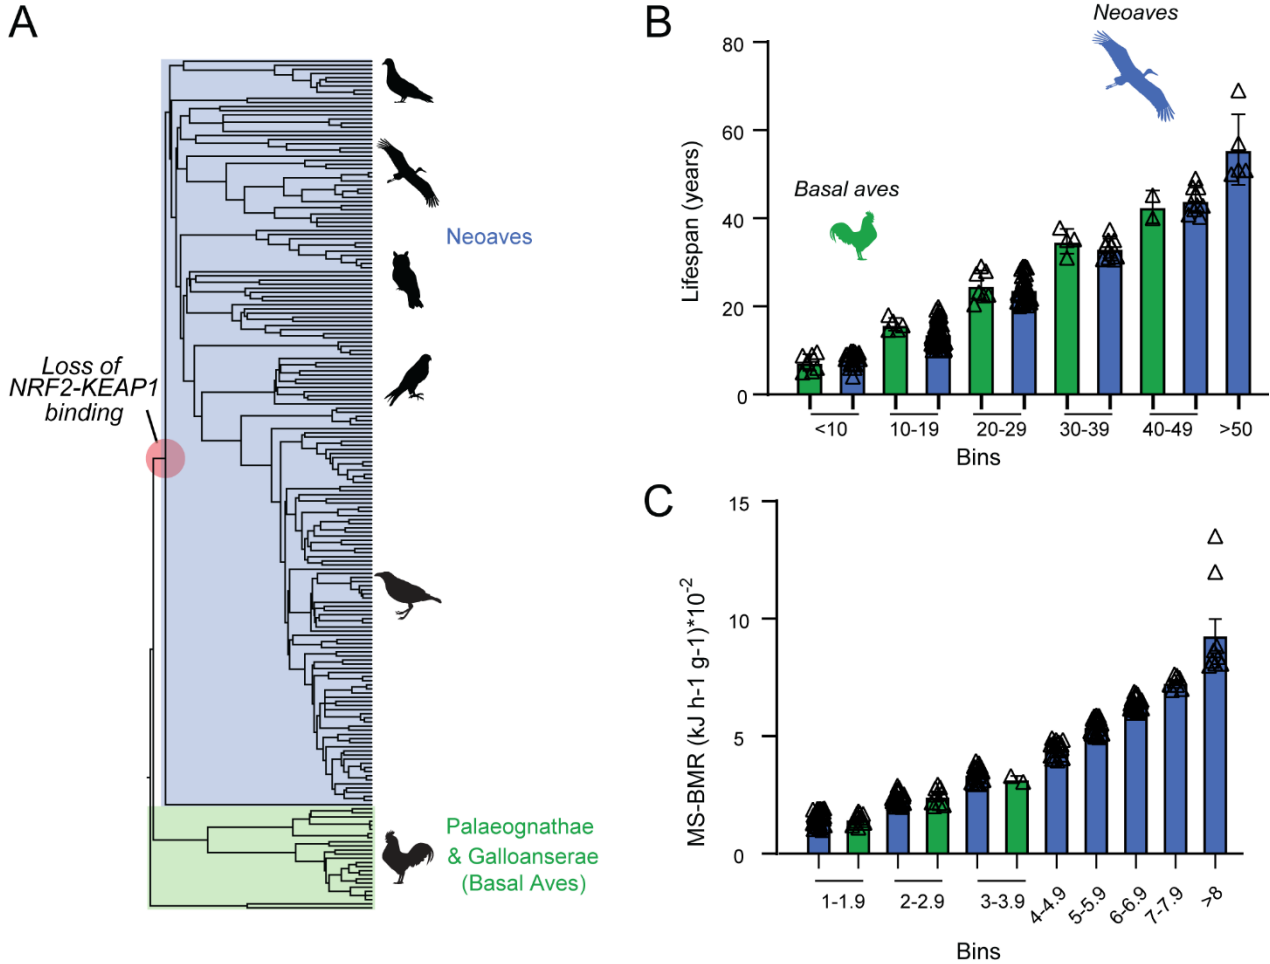 A
Neoaves
Loss of
NRF2-KEAP1
binding
Palaeognathae
& Galloanserae
(Basal Aves)
B
Neoaves
Basal aves
Lifespan (years)
80
60
40
20
0
<10
10-19
20-29
30-39
40-49
>50
Bins
C
MS-BMR (kJ h-1 g-1)*10-2
15
10
5
0
1-1.9
2-2.9
3-3.9
4-4.9
5-5.9
6-6.9
7-7.9
>8
Bins